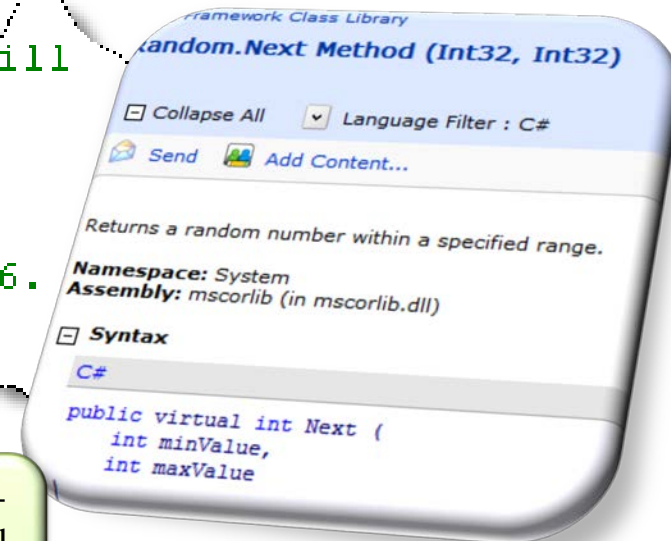 ill
6.
Framework Class Library
Random.Next Method (Int32, Int32)
Collapse All Language Filter : C#
Send Add Content...
Returns a random number within a specified range.
Namespace: System
Assembly: mscorlib (in mscorlib.dll)
Syntax
C#
public virtual int Next (
int minValue,
int maxValue